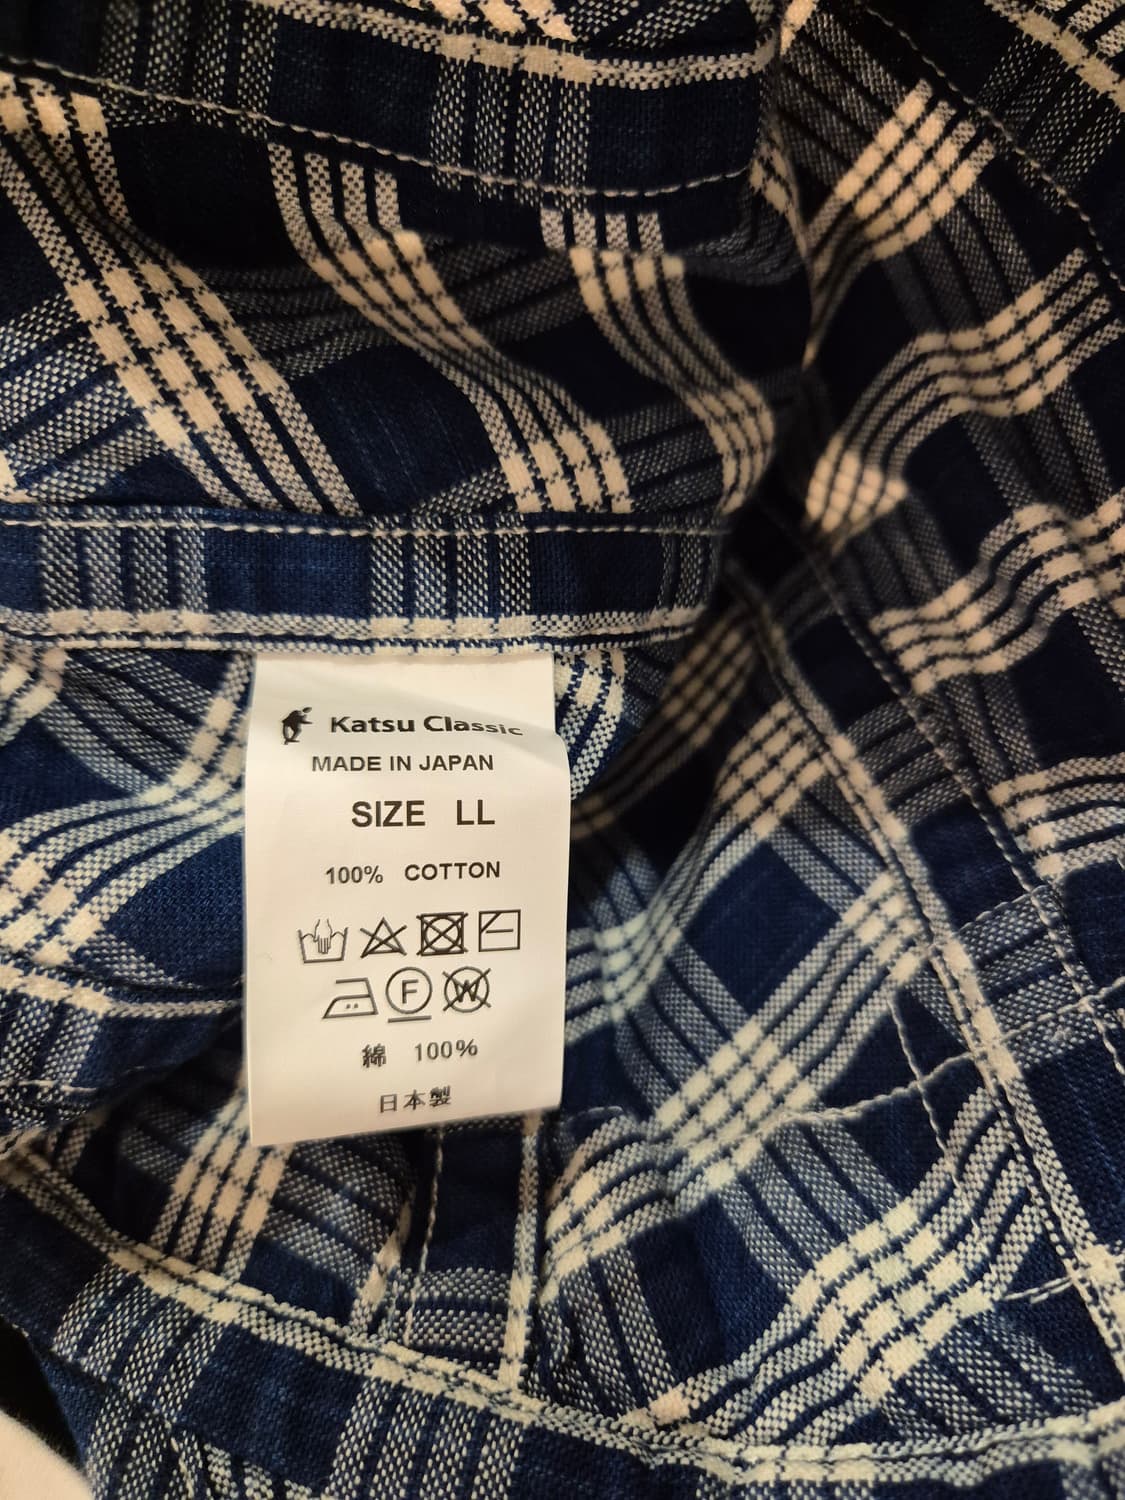 Katsu Classic
MADE IN JAPAN
SIZE LL
100% COTTON
F W
綿 100%
日本製